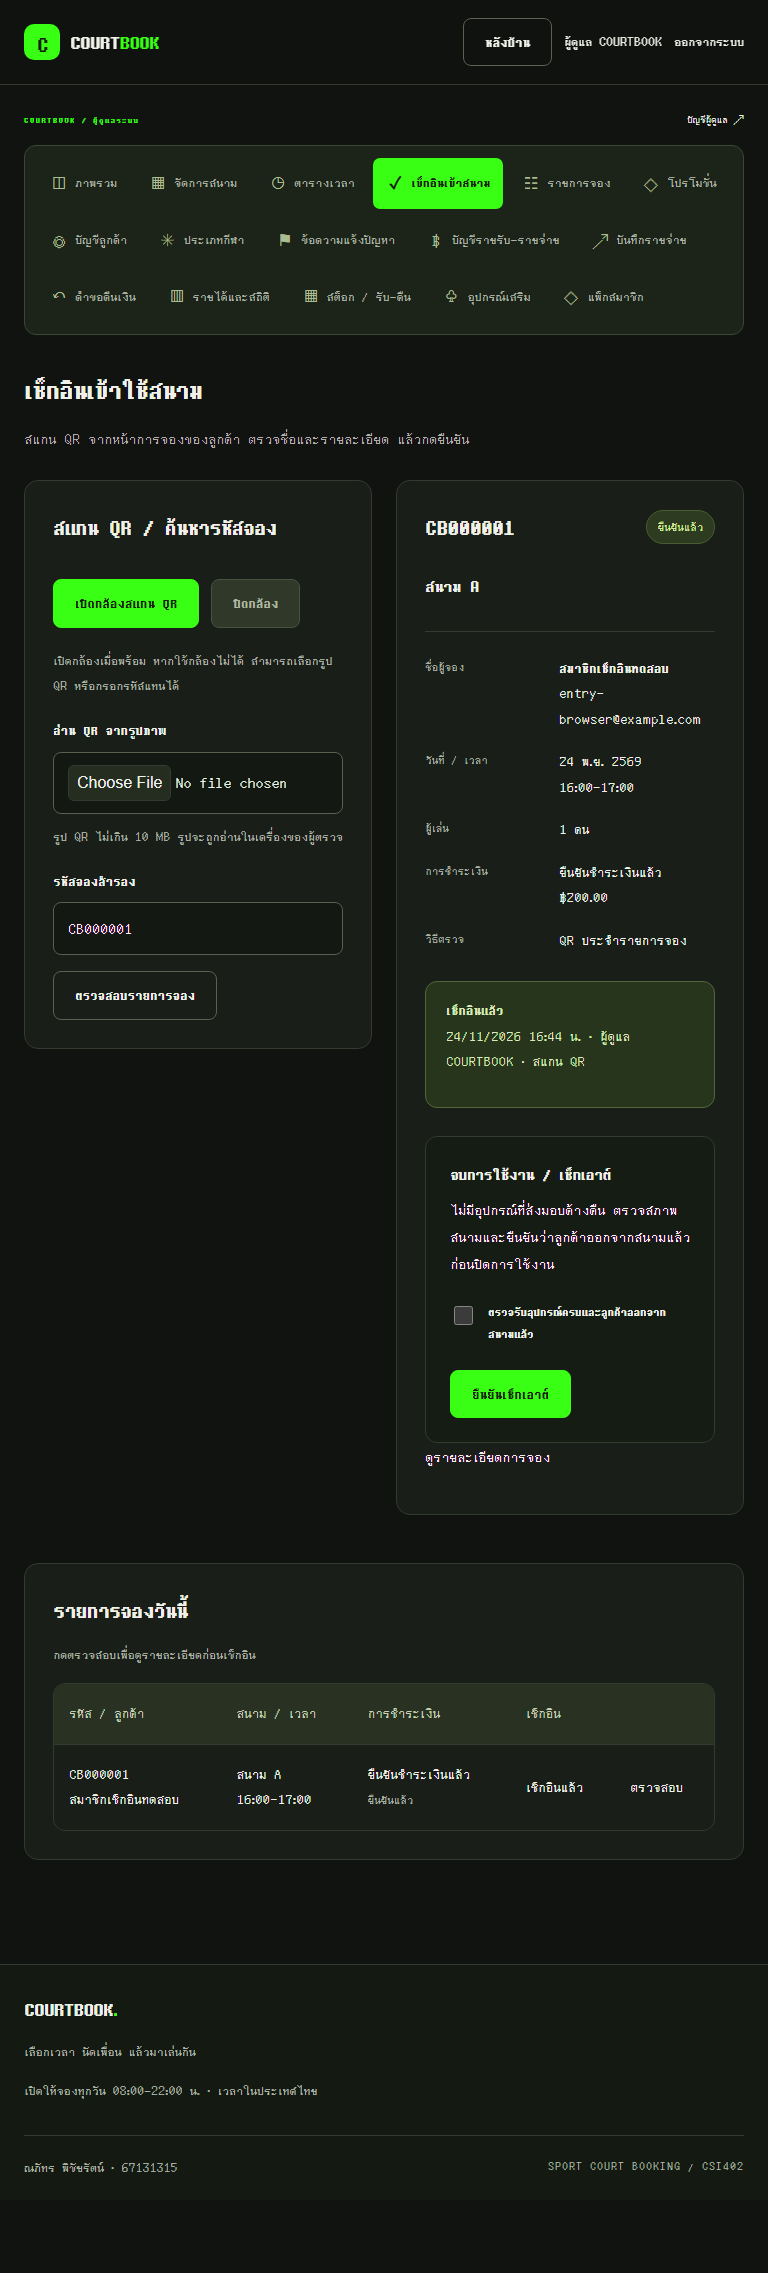 C COURTBOOK
หลังบ้าน
ผู้ดูแล COURTBOOK
ออกจากระบบ
COURTBOOK / ผู้ดูแลระบบ
บัญชีผู้ดูแล ↗
ภาพรวม
จัดการสนาม
ตารางเวลา
✓ เช็กอินเข้าสนาม
รายการจอง
โปรโมชั่น
บัญชีลูกค้า
ประเภทกีฬา
ข้อความแจ้งปัญหา
฿ บัญชีรายรับ-รายจ่าย
บันทึกรายจ่าย
คำขอคืนเงิน
รายได้และสถิติ
สต็อก / รับ-คืน
อุปกรณ์เสริม
แพ็กสมาชิก
เช็กอินเข้าใช้สนาม
สแกน QR จากหน้าการจองของลูกค้า ตรวจชื่อและรายละเอียด แล้วกดยืนยัน
สแกน QR / ค้นหารหัสจอง
เปิดกล้องสแกน QR
ปิดกล้อง
เปิดกล้องเมื่อพร้อม หากใช้กล้องไม่ได้ สามารถเลือกรูป
QR หรือกรอกรหัสแทนได้
อ่าน QR จากรูปภาพ
Choose File No file chosen
รูป QR ไม่เกิน 10 MB รูปจะถูกอ่านในเครื่องของผู้ตรวจ
รหัสจองสำรอง
CB000001
ตรวจสอบรายการจอง
CB000001
ยืนยันแล้ว
สนาม A
ชื่อผู้จอง
สมาชิกเช็กอินทดสอบ
entry-
browser@example.com
วันที่ / เวลา
24 พ.ย. 2569
16:00-17:00
ผู้เล่น
1 คน
การชำระเงิน
ยืนยันชำระเงินแล้ว
฿200.00
วิธีตรวจ
QR ประจำรายการจอง
เช็กอินแล้ว
24/11/2026 16:44 น. · ผู้ดูแล
COURTBOOK · สแกน QR
จบการใช้งาน / เช็กเอาต์
ไม่มีอุปกรณ์ที่ส่งมอบค้างคืน ตรวจสภาพ
สนามและยืนยันว่าลูกค้าออกจากสนามแล้ว
ก่อนปิดการใช้งาน
ตรวจรับอุปกรณ์ครบและลูกค้าออกจาก
สนามแล้ว
ยืนยันเช็กเอาต์
ดูรายละเอียดการจอง
รายการจองวันนี้
กดตรวจสอบเพื่อดูรายละเอียดก่อนเช็กอิน
รหัส / ลูกค้า
สนาม / เวลา
การชำระเงิน
เช็กอิน
CB000001
สมาชิกเช็กอินทดสอบ
สนาม A
16:00-17:00
ยืนยันชำระเงินแล้ว
ยืนยันแล้ว
เช็กอินแล้ว
ตรวจสอบ
COURTBOOK.
เลือกเวลา นัดเพื่อน แล้วมาเล่นกัน
เปิดให้จองทุกวัน 08:00-22:00 น. · เวลาในประเทศไทย
ณภัทร พิริยรัตน์ · 67131315
SPORT COURT BOOKING / CSI402